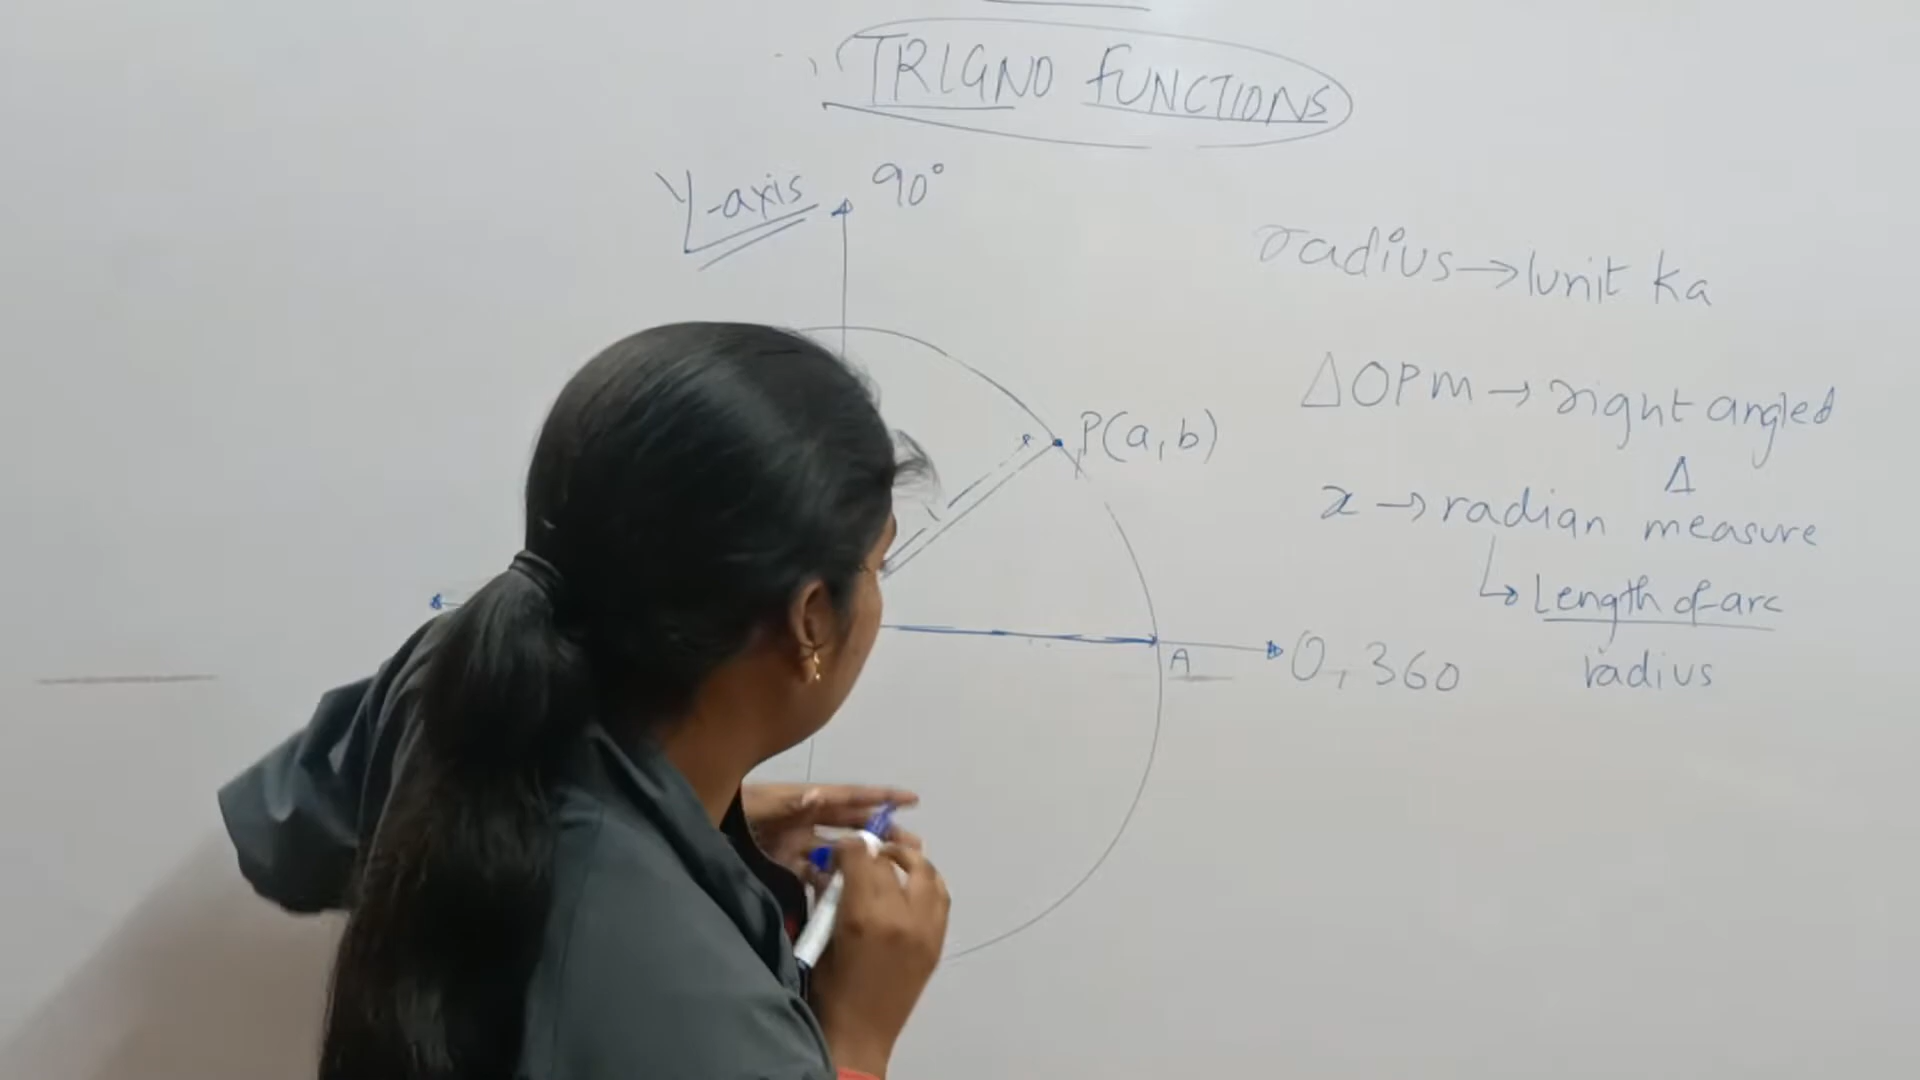 TRIGNO FUNCTIONS
Y-axis 90°
radius → 1unit ka
P(a,b)
ΔOPM → right angled
Δ
x → radian measure
↳ Length of arc
radius
A
0, 360